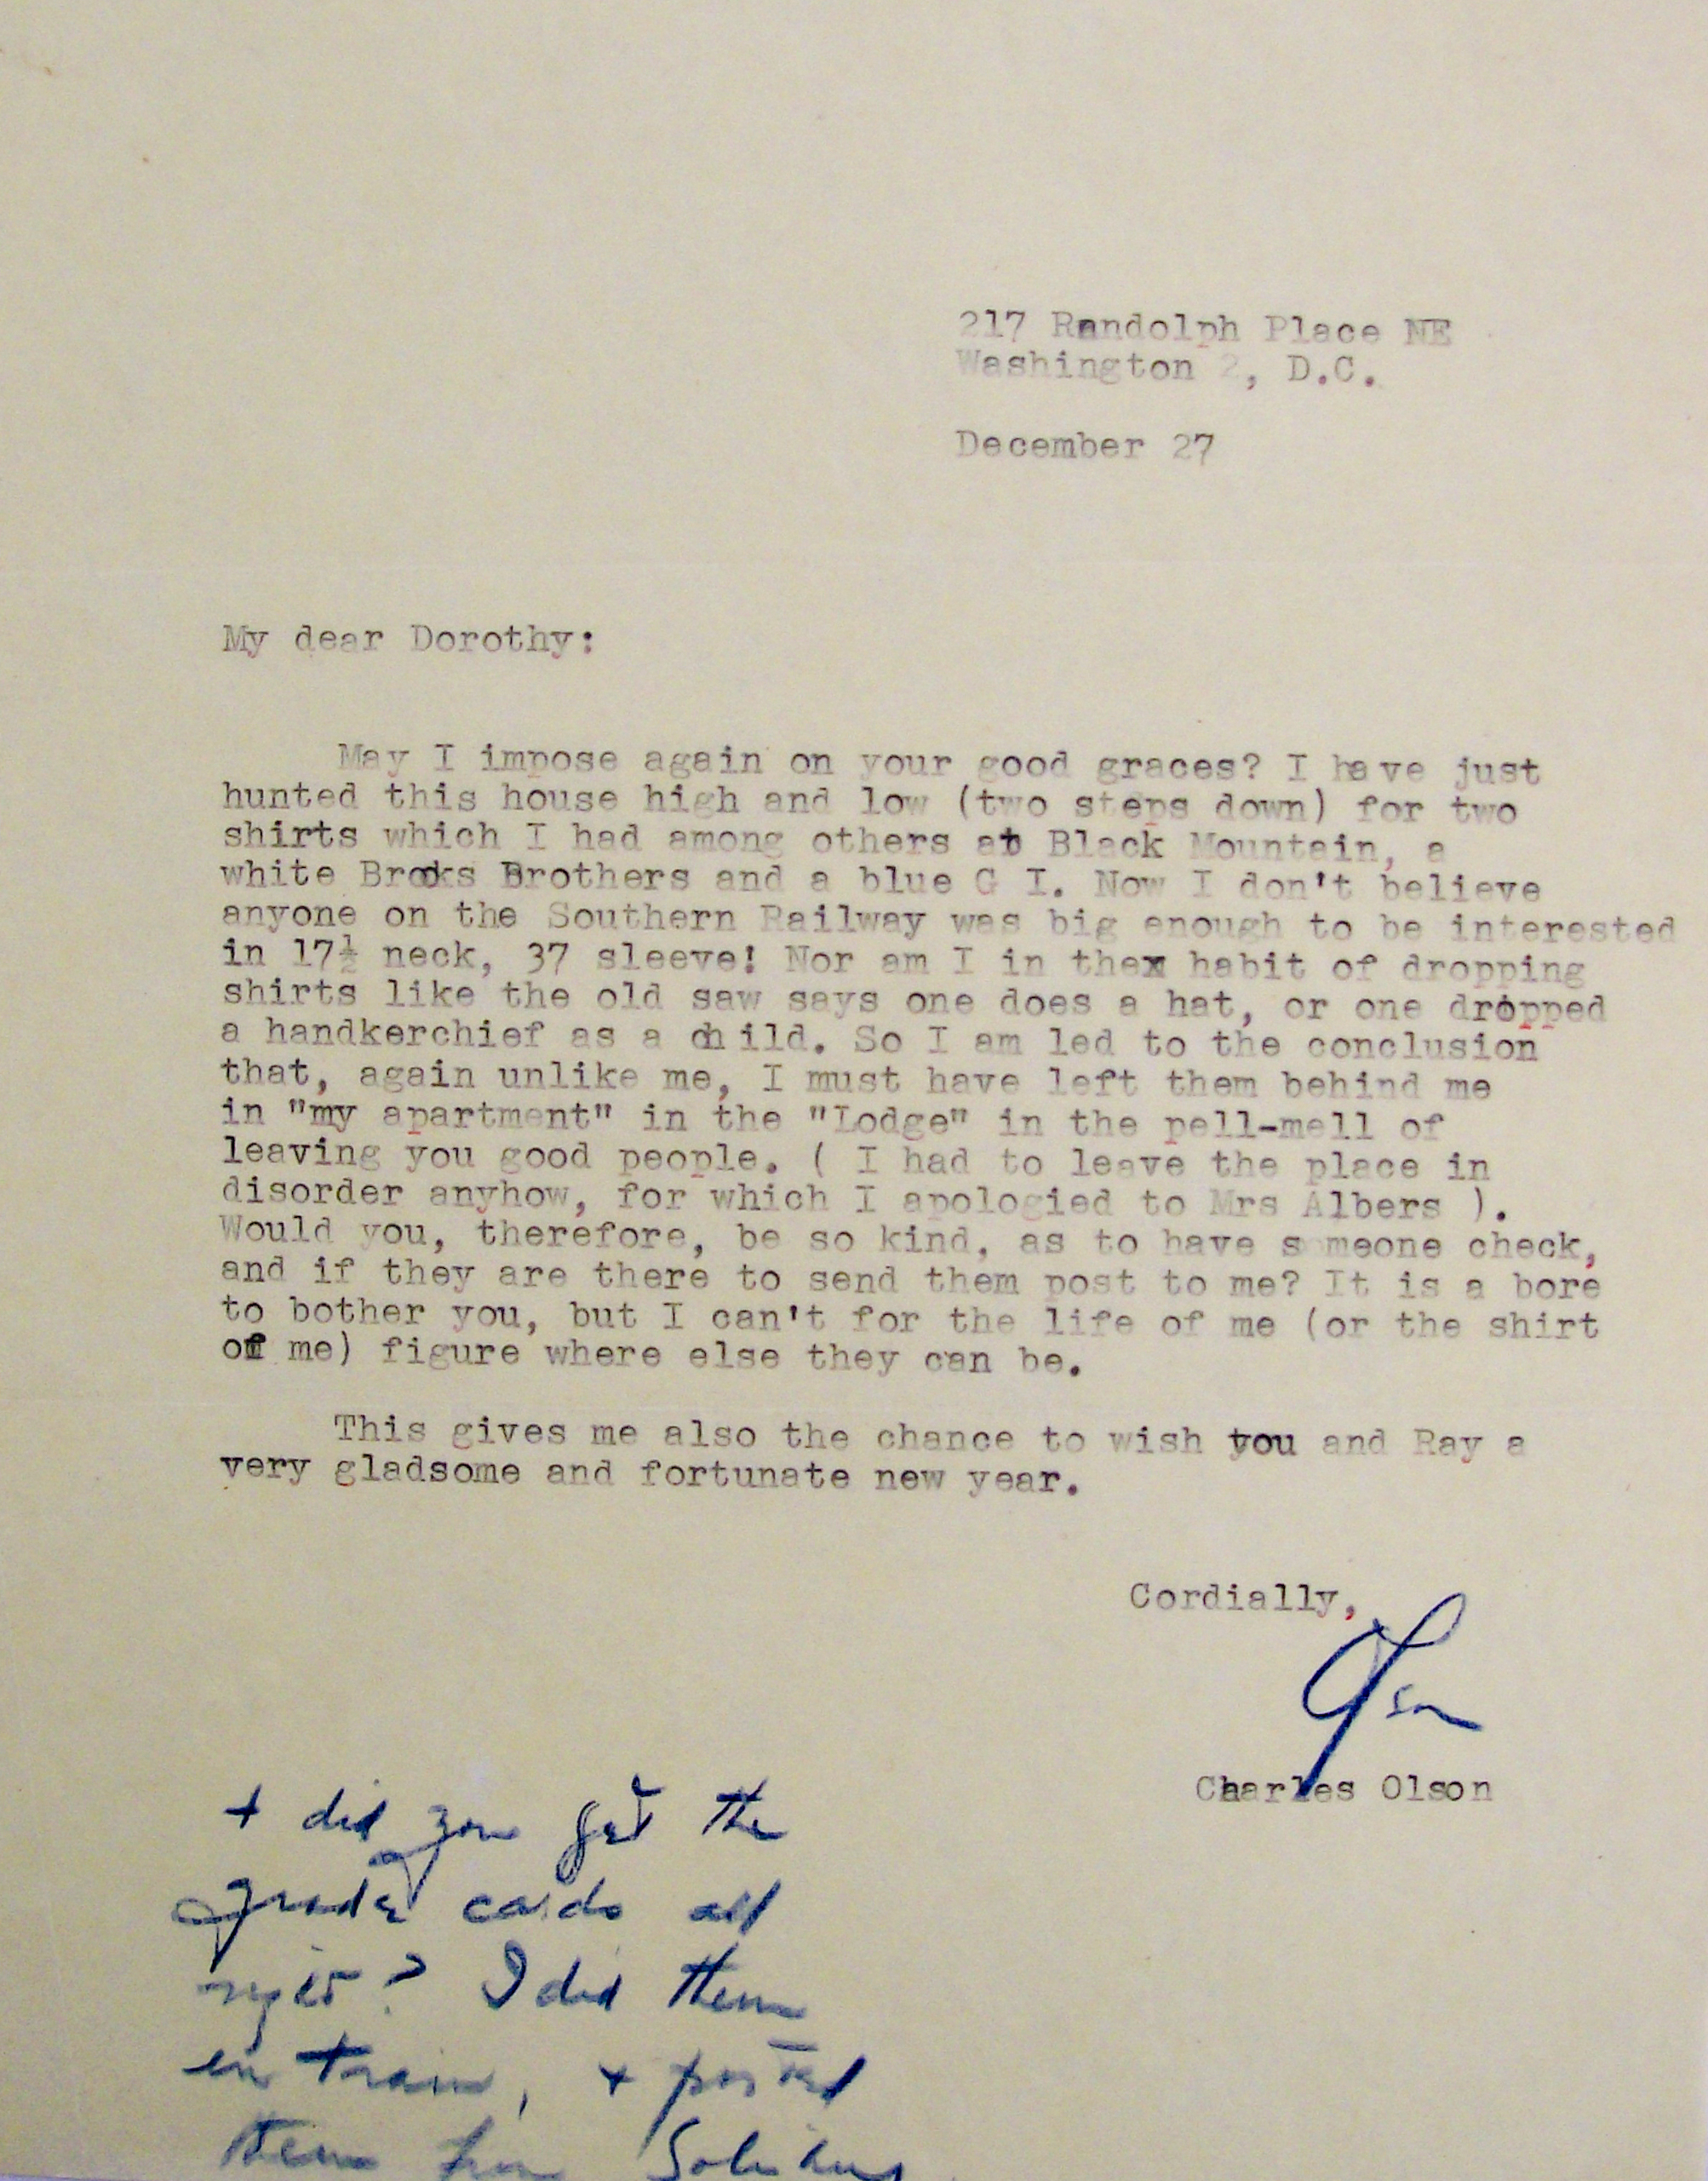 217 Randolph Place NE
Washington 2, D.C.
December 27
My dear Dorothy:
May I impose again on your good graces? I have just
hunted this house high and low (two steps down) for two
shirts which I had among others at Black Mountain, a
white Brooks Brothers and a blue G I. Now I don't believe
anyone on the Southern Railway was big enough to be interested
in 17½ neck, 37 sleeve! Nor am I in thex habit of dropping
shirts like the old saw says one does a hat, or one dropped
a handkerchief as a child. So I am led to the conclusion
that, again unlike me, I must have left them behind me
in "my apartment" in the "Lodge" in the pell-mell of
leaving you good people. ( I had to leave the place in
disorder anyhow, for which I apologied to Mrs Albers ).
Would you, therefore, be so kind, as to have someone check,
and if they are there to send them post to me? It is a bore
to bother you, but I can't for the life of me (or the shirt
off me) figure where else they can be.
This gives me also the chance to wish you and Ray a
very gladsome and fortunate new year.
Cordially,
Olson
Charles Olson
+ did you get the
grade cards all
right? I did them
en train, + posted
them from Salisbury